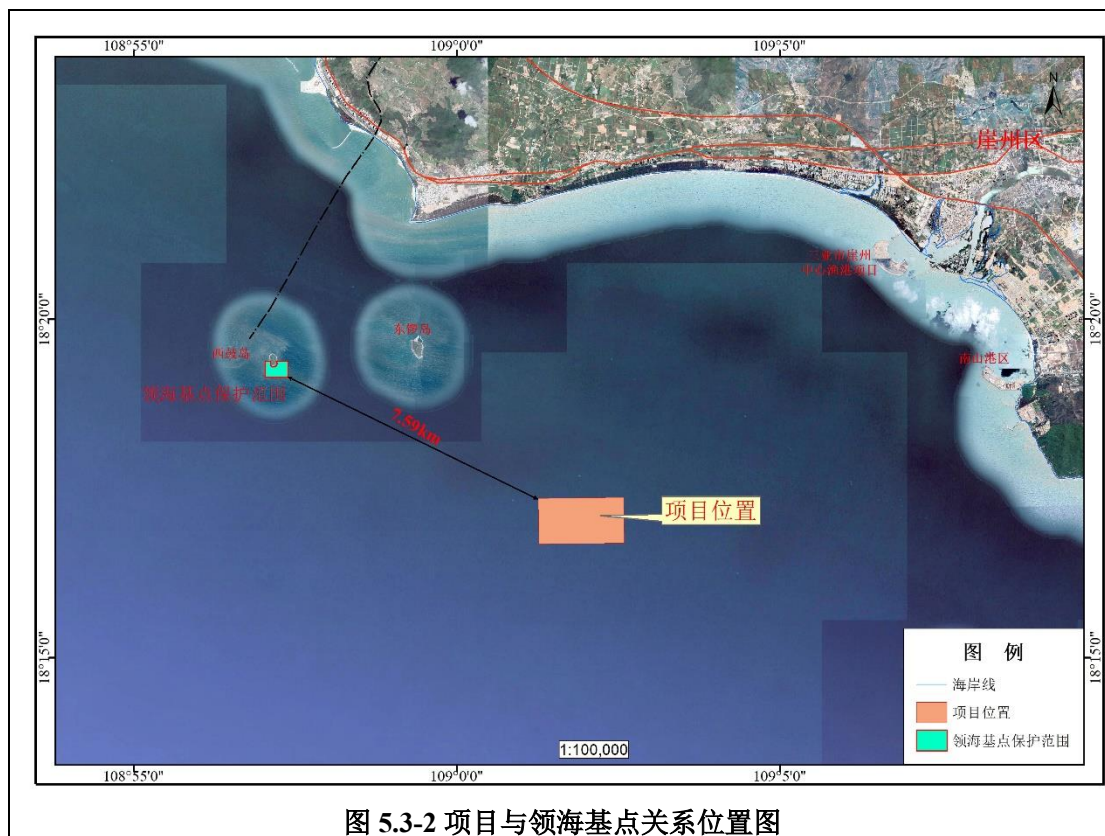 108°55'0" 109°0'0" 109°5'0"
N
崖州区
三亚市崖州
中心渔港港口
18°20'0" 18°20'0"
东锣岛
西鼓岛
南山港区
领海基点保护范围
7.59km
项目位置
18°15'0" 18°15'0"
图 例
海岸线
项目位置
领海基点保护范围
1:100,000
108°55'0" 109°0'0" 109°5'0"
图 5.3-2 项目与领海基点关系位置图